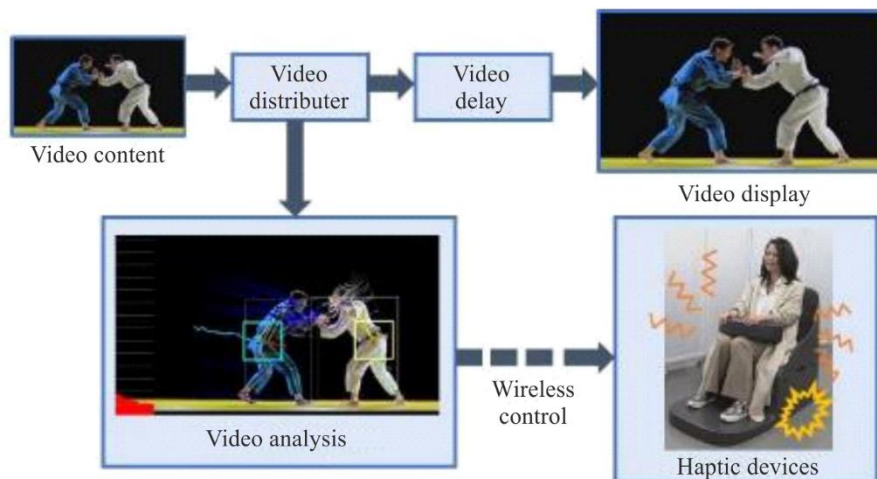 Video
distributer
Video
delay
Video content
Video display
Video analysis
Wireless
control
Haptic devices